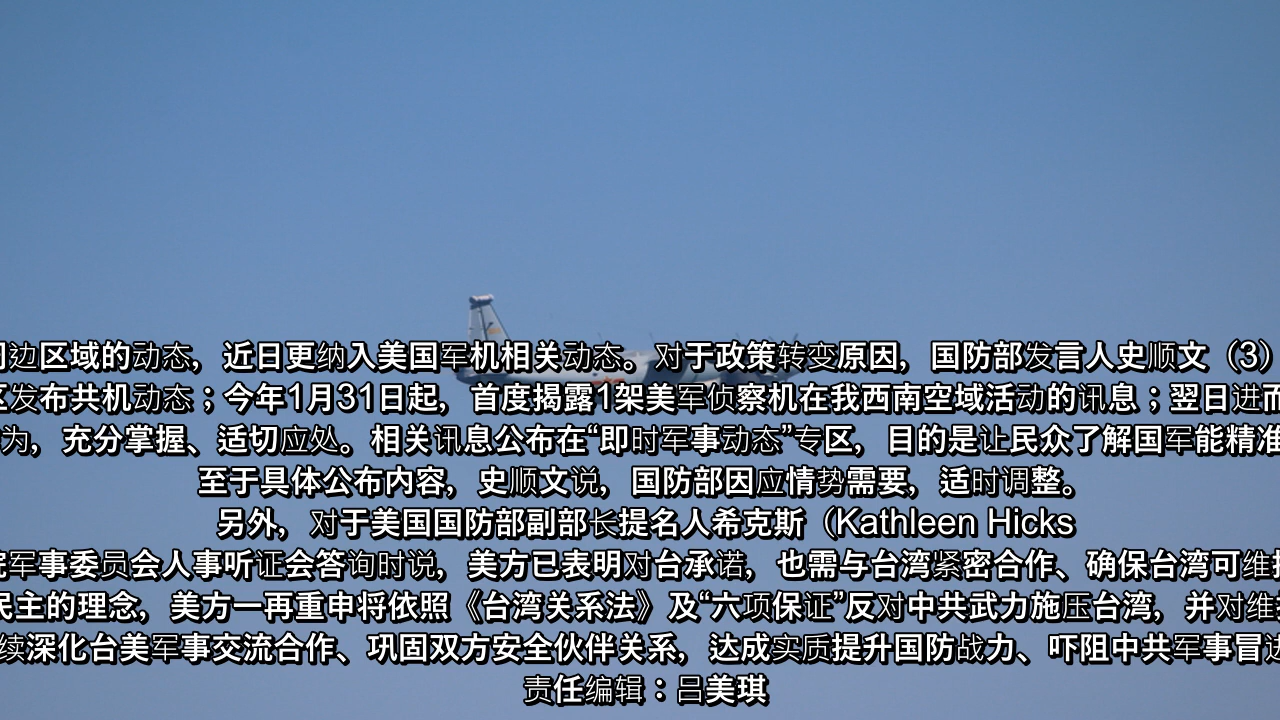 边区域的动态，近日更纳入美国军机相关动态。对于政策转变原因，国防部发言人史顺文（3）
发布共机动态；今年1月31日起，首度揭露1架美军侦察机在我西南空域活动的讯息；翌日进而
为，充分掌握、适切应处。相关讯息公布在“即时军事动态”专区，目的是让民众了解国军能精准
至于具体公布内容，史顺文说，国防部因应情势需要，适时调整。
另外，对于美国国防部副部长提名人希克斯（Kathleen Hicks
军事委员会人事听证会答询时说，美方已表明对台承诺，也需与台湾紧密合作、确保台湾可维
民主的理念，美方一再重申将依照《台湾关系法》及“六项保证”反对中共武力施压台湾，并对维
续深化台美军事交流合作、巩固双方安全伙伴关系，达成实质提升国防战力、吓阻中共军事冒进
责任编辑：吕美琪